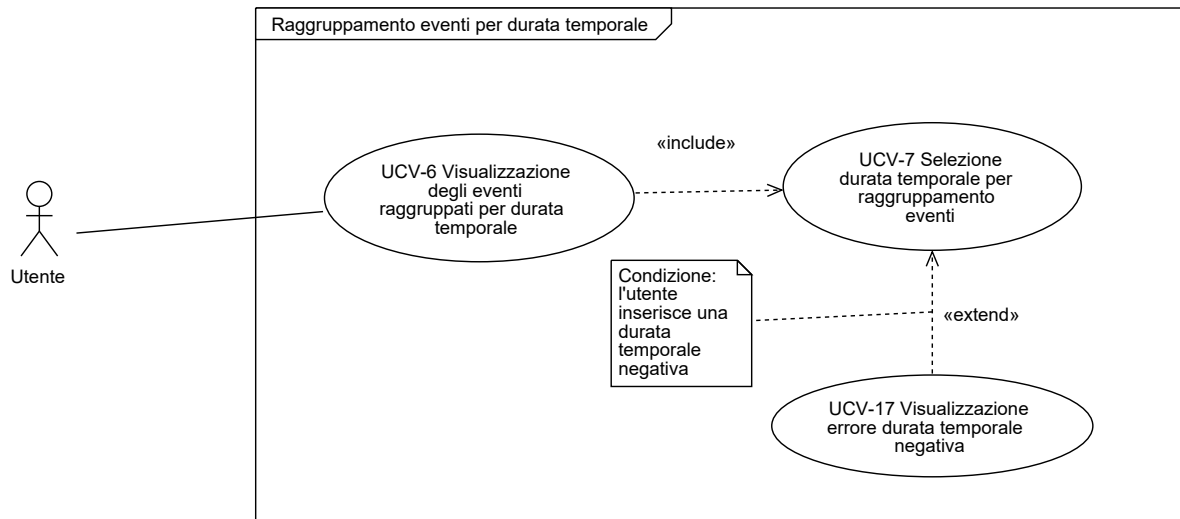 Raggruppamento eventi per durata temporale
UCV-6 Visualizzazione
degli eventi
raggruppati per durata
temporale
«include»
UCV-7 Selezione
durata temporale per
raggruppamento
eventi
Utente
Condizione:
l'utente
inserisce una
durata
temporale
negativa
«extend»
UCV-17 Visualizzazione
errore durata temporale
negativa